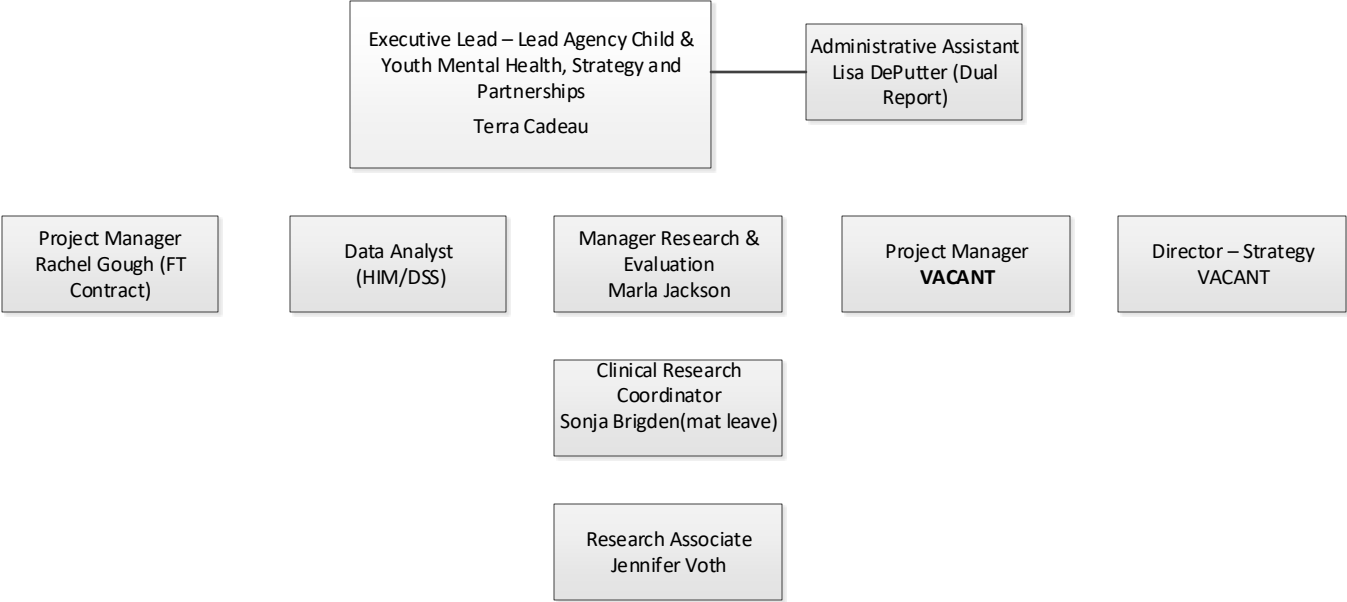 Executive Lead – Lead Agency Child &
Youth Mental Health, Strategy and
Partnerships
Terra Cadeau
Administrative Assistant
Lisa DePutter (Dual
Report)
Project Manager
Rachel Gough (FT
Contract)
Data Analyst
(HIM/DSS)
Manager Research &
Evaluation
Marla Jackson
Project Manager
VACANT
Director – Strategy
VACANT
Clinical Research
Coordinator
Sonja Brigden(mat leave)
Research Associate
Jennifer Voth